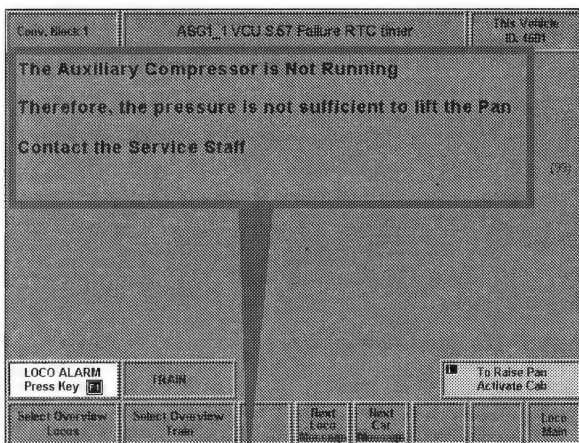 Conv. Block 1
ASG1_1 VCU S.67 Failure RTC timer
This Vehicle
ID. 4601
The Auxiliary Compressor is Not Running
Therefore, the pressure is not sufficient to lift the Pan
Contact the Service Staff
LOCO ALARM
Press Key F1
TRAIN
To Raise Pan
Activate Cab
Select Overview
Locos
Select Overview
Train
Next
Loco
Message
Next
Car
Message
Loco
Main